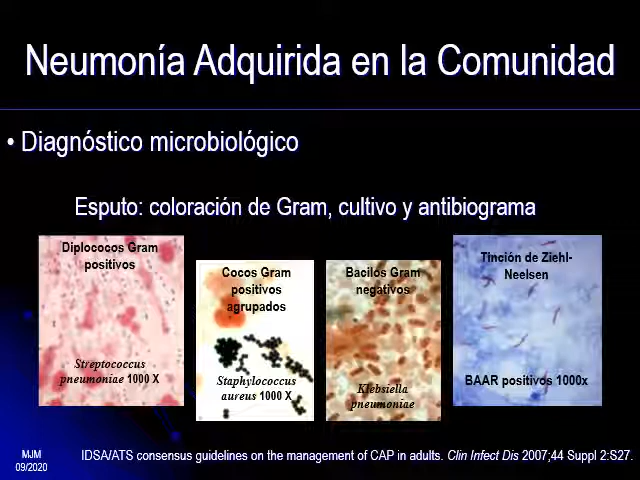 Neumonía Adquirida en la Comunidad
• Diagnóstico microbiológico
Esputo: coloración de Gram, cultivo y antibiograma
Diplococos Gram
positivos
Streptococcus
pneumoniae 1000 X
Cocos Gram
positivos
agrupados
Staphylococcus
aureus 1000 X
Bacilos Gram
negativos
Klebsiella
pneumoniae
Tinción de Ziehl-
Neelsen
BAAR positivos 1000x
MJM
09/2020
IDSA/ATS consensus guidelines on the management of CAP in adults. Clin Infect Dis 2007;44 Suppl 2:S27.